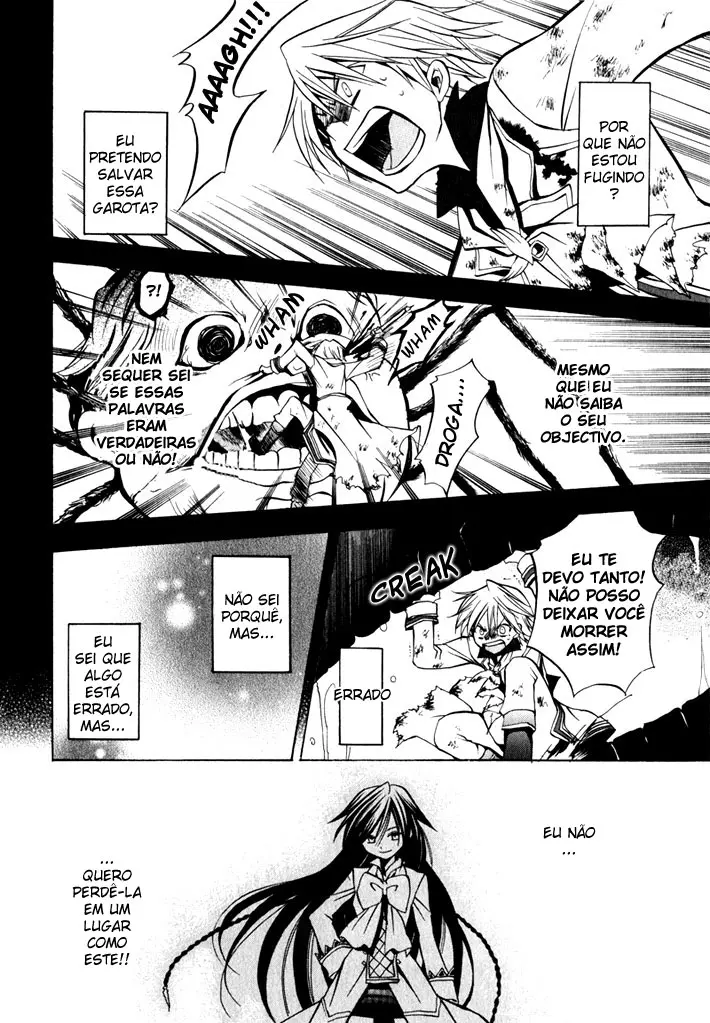 POR
QUE NÃO
ESTOU
FUGINDO
?
AAAAGH!!!
EU
PRETENDO
SALVAR
ESSA
GAROTA?
MESMO
QUE EU
NÃO SAIBA
O SEU
OBJECTIVO.
WHAM
DROGA....
WHAM
?!
NEM
SEQUER SEI
SE ESSAS
PALAVRAS
ERAM
VERDADEIRAS
OU NÃO!
EU TE
DEVO TANTO!
NÃO POSSO
DEIXAR VOCÊ
MORRER
ASSIM!
CREAK
ERRADO
NÃO SEI
PORQUÊ,
MAS...
EU
SEI QUE
ALGO
ESTÁ
ERRADO,
MAS...
EU NÃO
...
...
QUERO
PERDÊ-LA
EM UM
LUGAR
COMO
ESTE!!